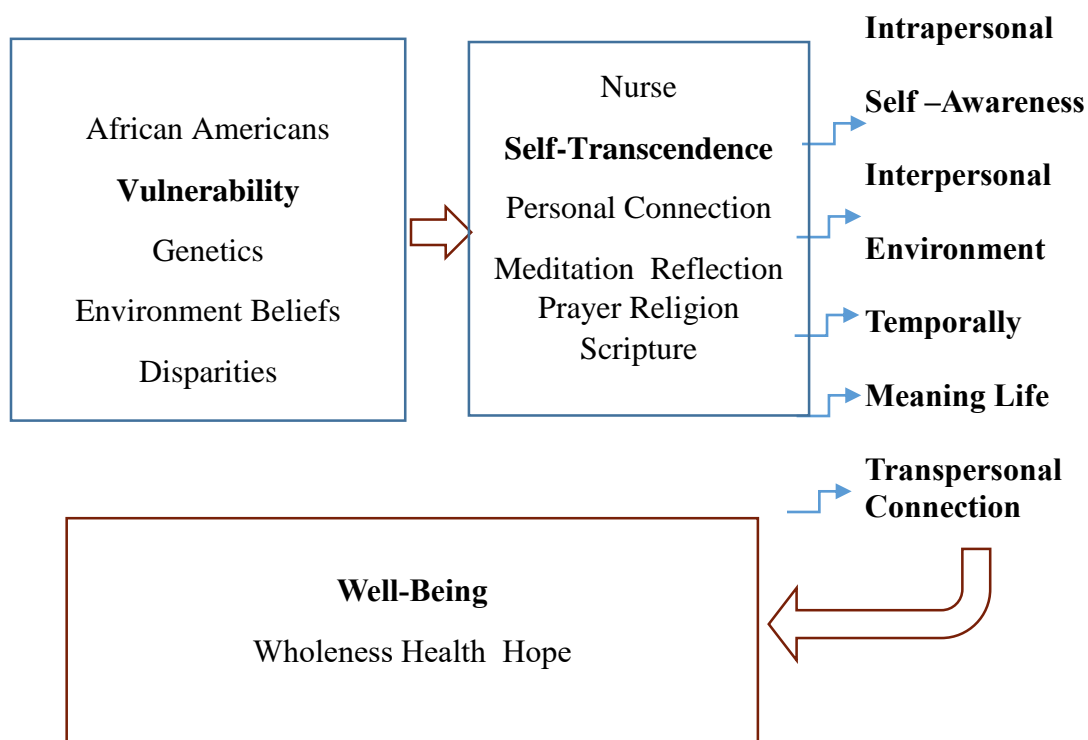 African Americans
Vulnerability
Genetics
Environment Beliefs
Disparities
Nurse
Self-Transcendence
Personal Connection
Meditation  Reflection
Prayer Religion
Scripture
Intrapersonal
Self –Awareness
Interpersonal
Environment
Temporally
Meaning Life
Transpersonal
Connection
Well-Being
Wholeness Health  Hope